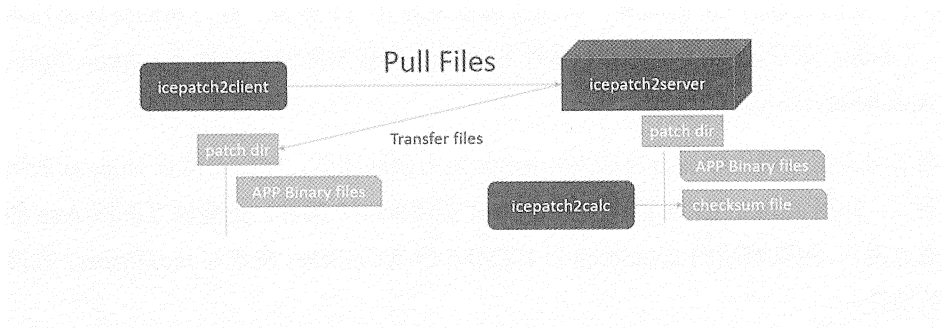 Pull Files
icepatch2client
icepatch2server
Transfer files
patch dir
patch dir
APP Binary files
APP Binary files
icepatch2calc
checksum file